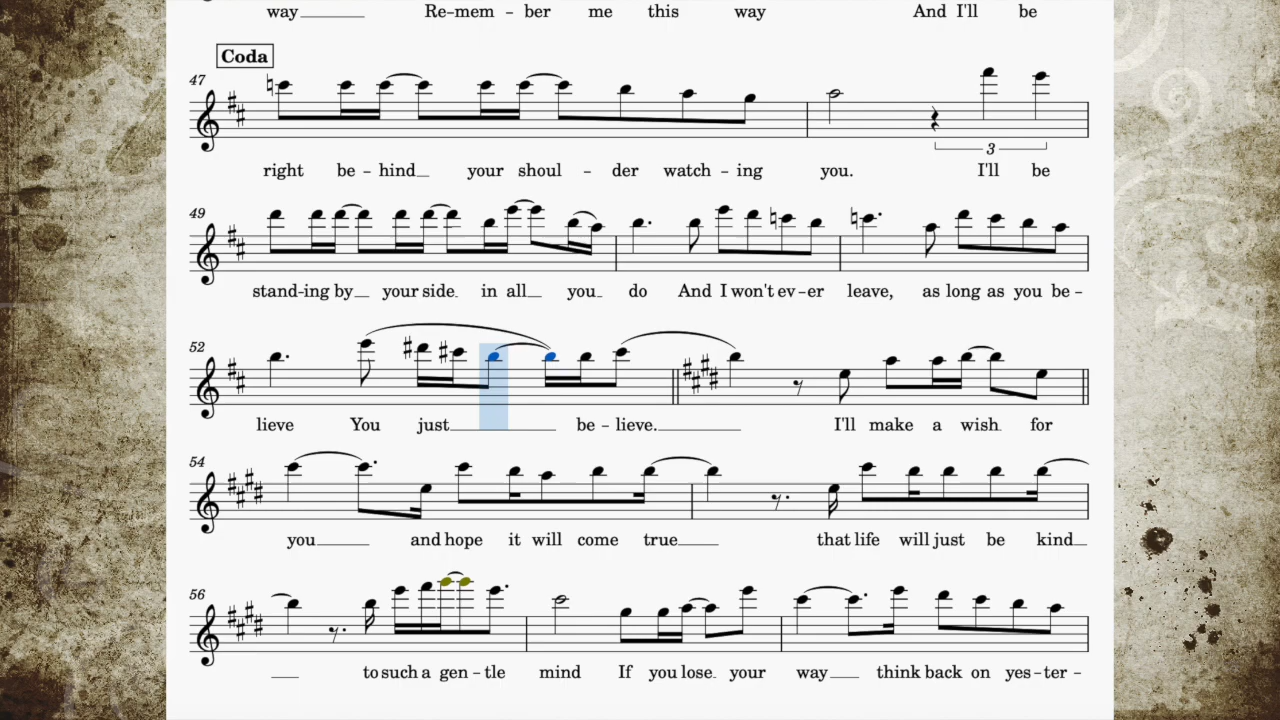 way Re-mem - ber me this way And I'll be
Coda
47
right be - hind your shoul - der watch - ing you. I'll be
3
49
stand-ing by your side in all you do And I won't ev-er leave, as long as you be -
52
lieve You just be - lieve. I'll make a wish for
54
you and hope it will come true that life will just be kind
56
to such a gen - tle mind If you lose your way think back on yes - ter -